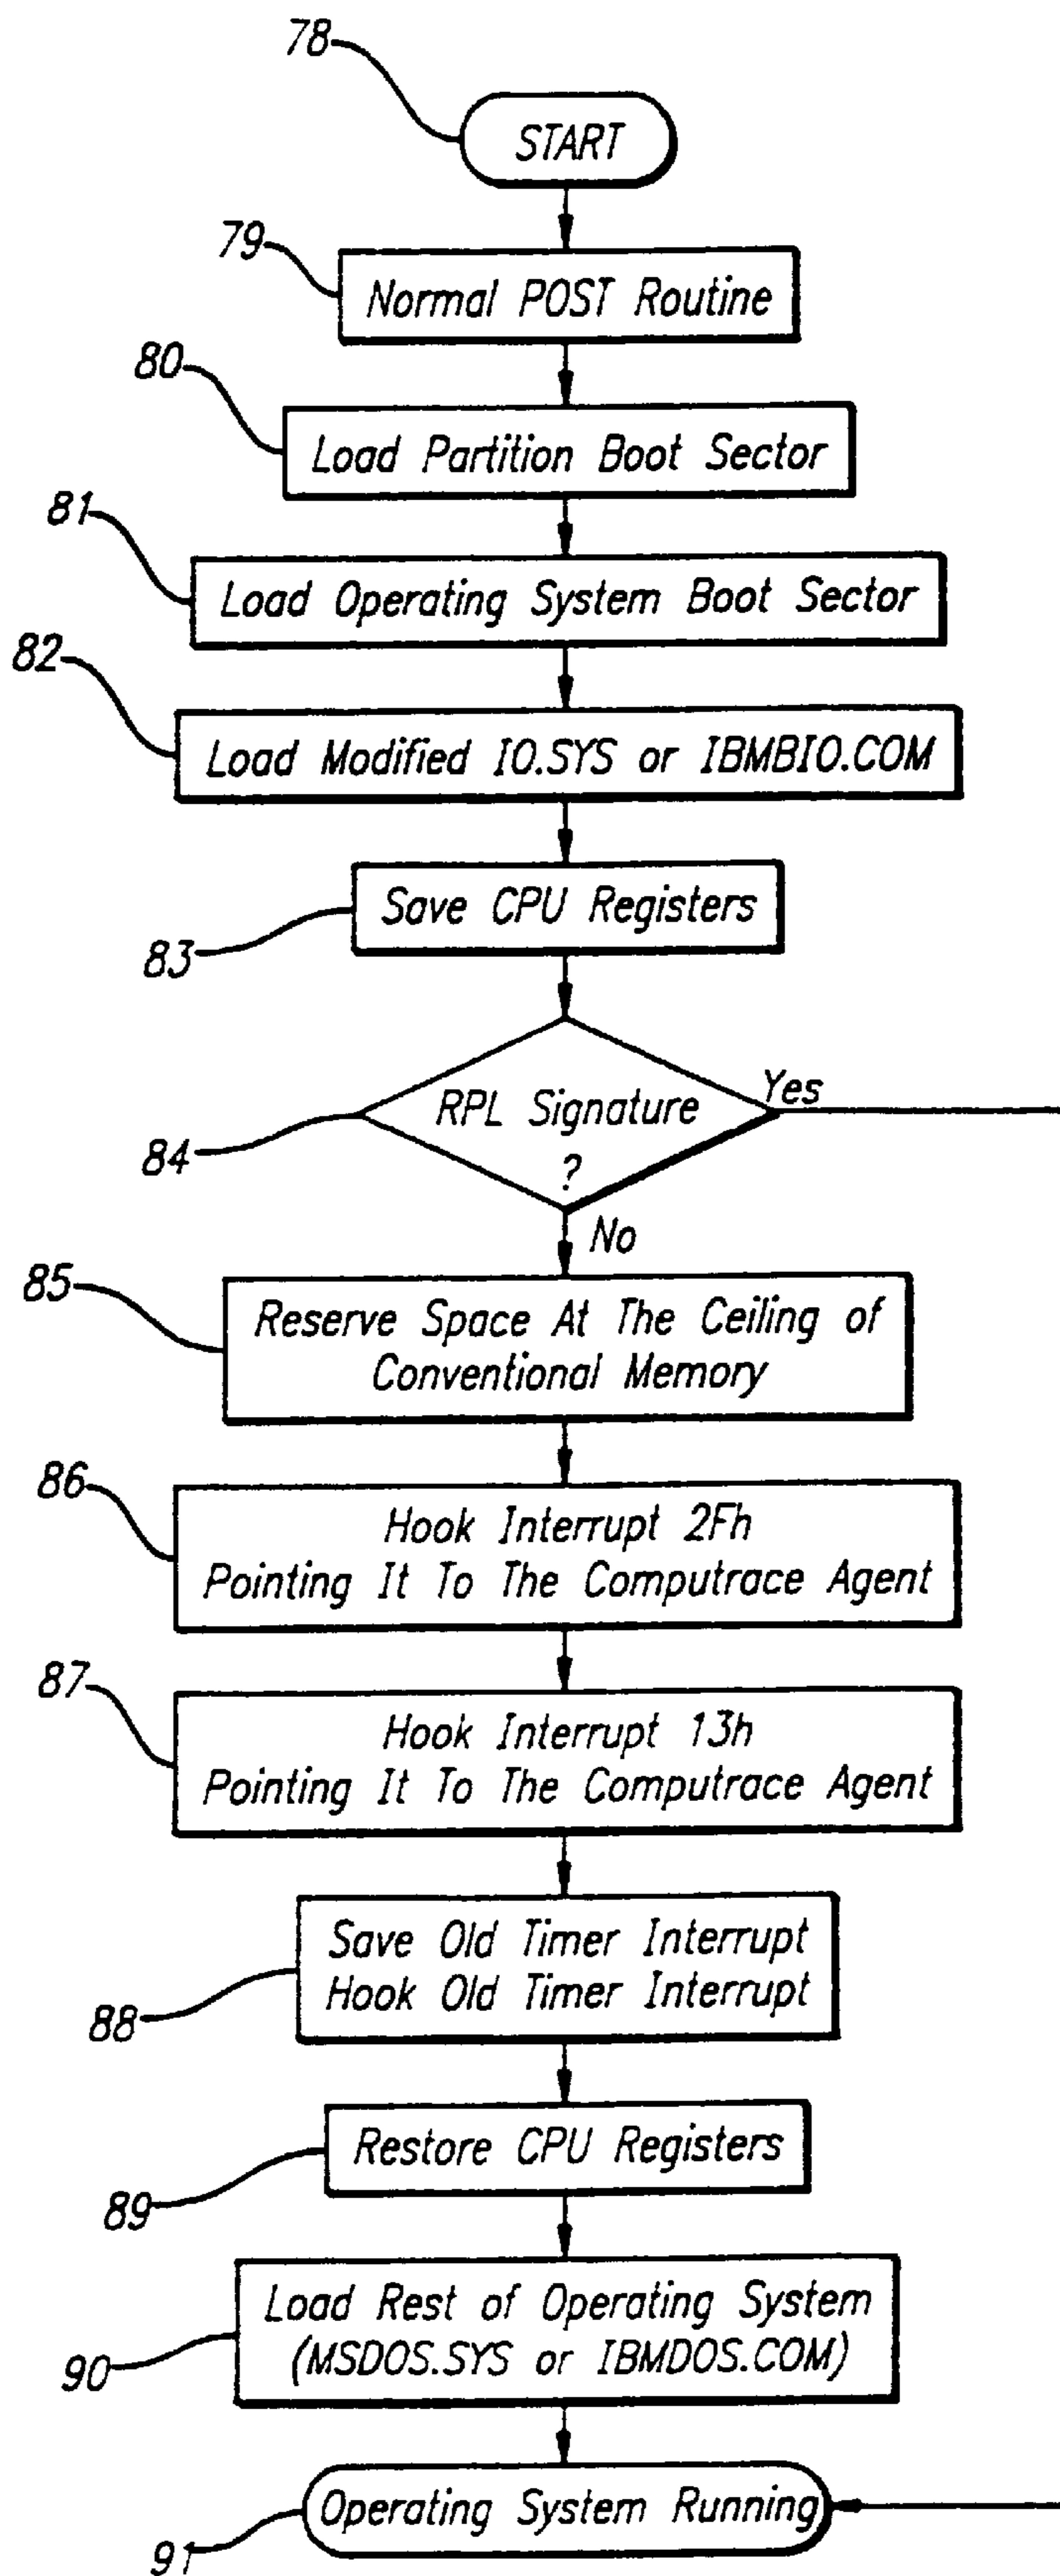 78
START
79
Normal POST Routine
80
Load Partition Boot Sector
81
Load Operating System Boot Sector
82
Load Modified IO.SYS or IBMBIO.COM
Save CPU Registers
83
Yes
RPL Signature
?
84
No
85
Reserve Space At The Ceiling of
Conventional Memory
86
Hook Interrupt 2Fh
Pointing It To The Computrace Agent
87
Hook Interrupt 13h
Pointing It To The Computrace Agent
Save Old Timer Interrupt
Hook Old Timer Interrupt
88
Restore CPU Registers
89
Load Rest of Operating System
(MSDOS.SYS or IBMDOS.COM)
90
Operating System Running
91